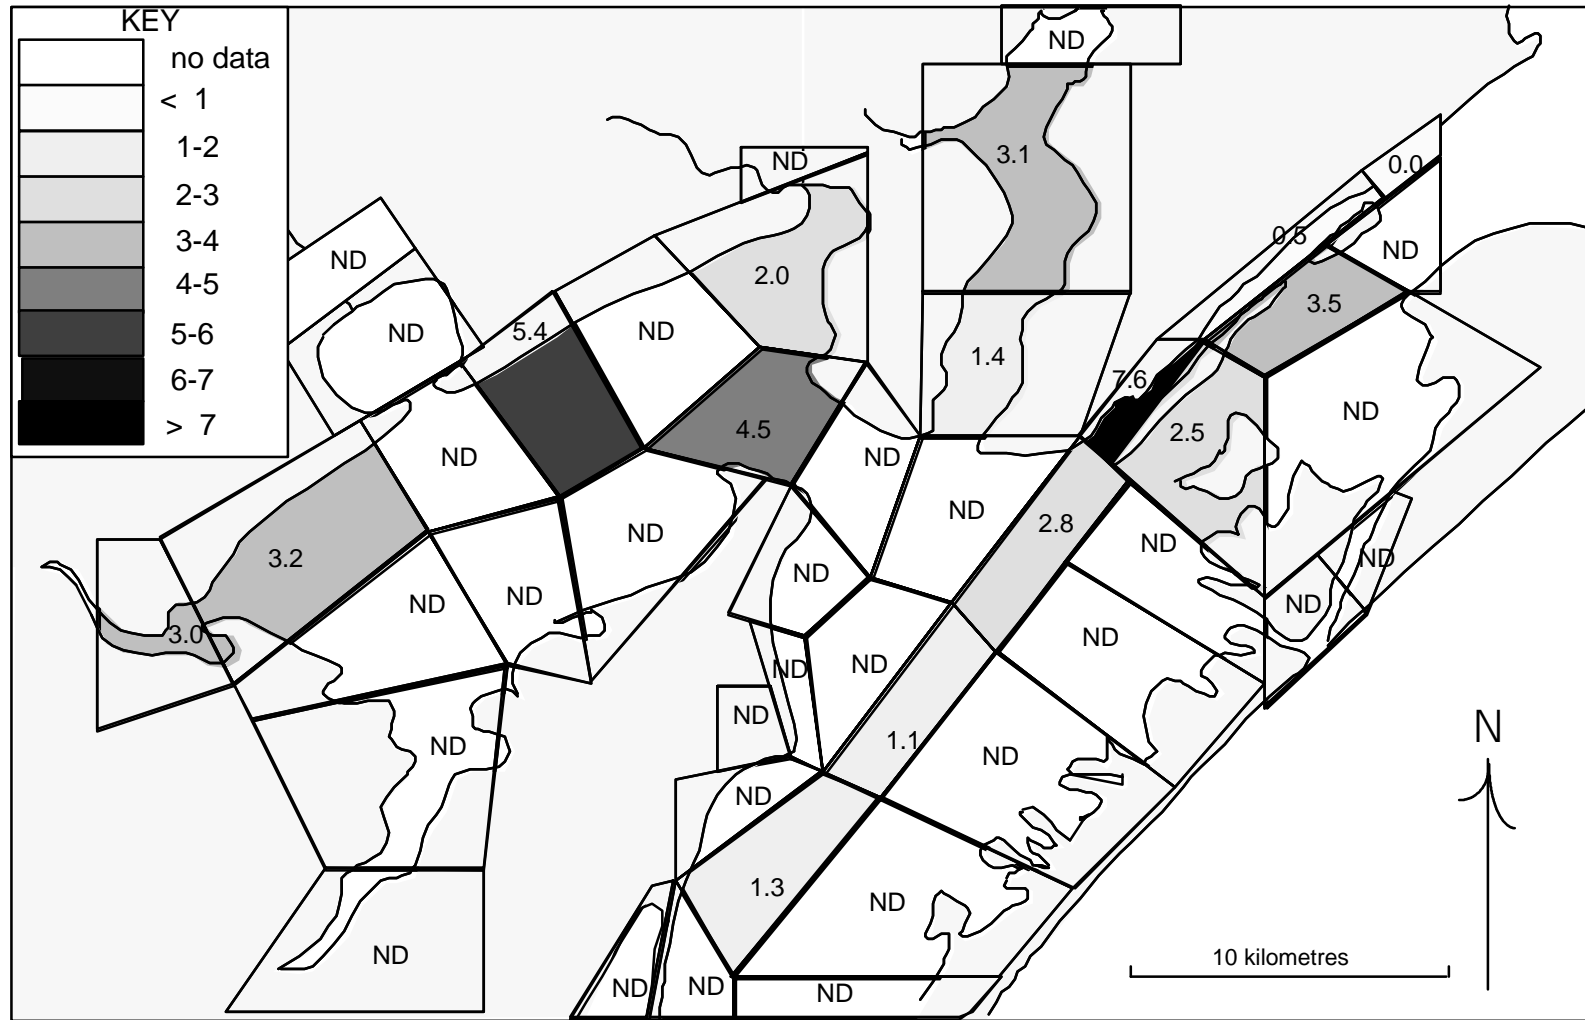 KEY
no data
< 1
1-2
2-3
3-4
4-5
5-6
6-7
> 7
ND
ND
3.1
0.0
0.5
ND
ND
ND
2.0
3.5
ND
5.4
ND
1.4
7.6
ND
4.5
2.5
ND
ND
ND
2.8
ND
ND
3.2
ND
ND
ND
ND
ND
ND
3.0
ND
ND
ND
ND
N
ND
1.1
ND
ND
1.3
ND
ND
10 kilometres
ND
ND
ND